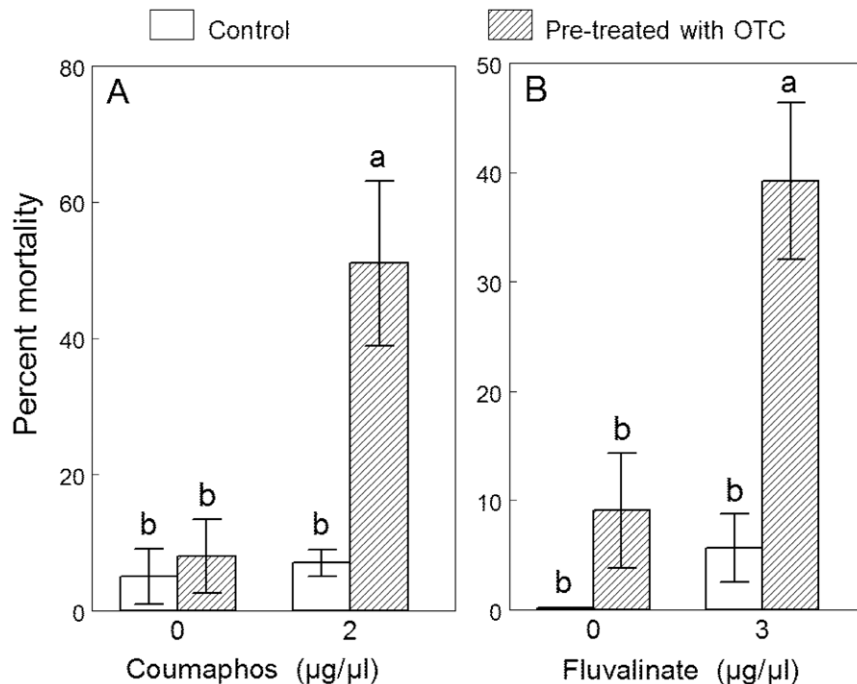 Control
Pre-treated with OTC
Percent mortality
A
80
60
40
20
0
b
b
b
a
0
2
Coumaphos (µg/µl)
B
50
40
30
20
10
0
b
b
b
a
0
3
Fluvalinate (µg/µl)